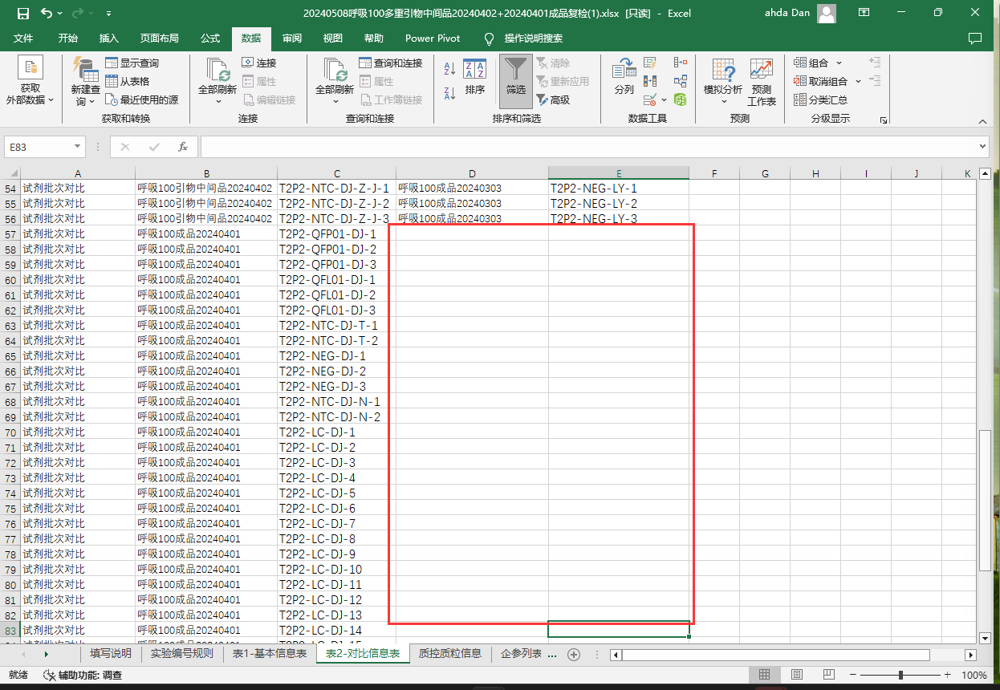 20240508呼吸100多重引物中间品20240402+20240401成品复检(1).xlsx [只读] - Excel
ahda Dan
文件 开始 插入 页面布局 公式 数据 审阅 视图 帮助 Power Pivot 操作说明搜索
获取
外部数据
新建查
询
显示查询
从表格
最近使用的源
获取和转换
全部刷新
连接
属性
编辑链接
连接
全部刷新
查询和连接
属性
工作簿链接
查询和连接
排序
筛选
清除
重新应用
高级
排序和筛选
分列
数据工具
模拟分析
预测
工作表
预测
组合
取消组合
分类汇总
分级显示
E83
fx
A B C D E F G H I J K
54 试剂批次对比 呼吸100引物中间品20240402 T2P2-NTC-DJ-Z-J-1 呼吸100成品20240303 T2P2-NEG-LY-1
55 试剂批次对比 呼吸100引物中间品20240402 T2P2-NTC-DJ-Z-J-2 呼吸100成品20240303 T2P2-NEG-LY-2
56 试剂批次对比 呼吸100引物中间品20240402 T2P2-NTC-DJ-Z-J-3 呼吸100成品20240303 T2P2-NEG-LY-3
57 试剂批次对比 呼吸100成品20240401 T2P2-QFP01-DJ-1
58 试剂批次对比 呼吸100成品20240401 T2P2-QFP01-DJ-2
59 试剂批次对比 呼吸100成品20240401 T2P2-QFP01-DJ-3
60 试剂批次对比 呼吸100成品20240401 T2P2-QFL01-DJ-1
61 试剂批次对比 呼吸100成品20240401 T2P2-QFL01-DJ-2
62 试剂批次对比 呼吸100成品20240401 T2P2-QFL01-DJ-3
63 试剂批次对比 呼吸100成品20240401 T2P2-NTC-DJ-T-1
64 试剂批次对比 呼吸100成品20240401 T2P2-NTC-DJ-T-2
65 试剂批次对比 呼吸100成品20240401 T2P2-NEG-DJ-1
66 试剂批次对比 呼吸100成品20240401 T2P2-NEG-DJ-2
67 试剂批次对比 呼吸100成品20240401 T2P2-NEG-DJ-3
68 试剂批次对比 呼吸100成品20240401 T2P2-NTC-DJ-N-1
69 试剂批次对比 呼吸100成品20240401 T2P2-NTC-DJ-N-2
70 试剂批次对比 呼吸100成品20240401 T2P2-LC-DJ-1
71 试剂批次对比 呼吸100成品20240401 T2P2-LC-DJ-2
72 试剂批次对比 呼吸100成品20240401 T2P2-LC-DJ-3
73 试剂批次对比 呼吸100成品20240401 T2P2-LC-DJ-4
74 试剂批次对比 呼吸100成品20240401 T2P2-LC-DJ-5
75 试剂批次对比 呼吸100成品20240401 T2P2-LC-DJ-6
76 试剂批次对比 呼吸100成品20240401 T2P2-LC-DJ-7
77 试剂批次对比 呼吸100成品20240401 T2P2-LC-DJ-8
78 试剂批次对比 呼吸100成品20240401 T2P2-LC-DJ-9
79 试剂批次对比 呼吸100成品20240401 T2P2-LC-DJ-10
80 试剂批次对比 呼吸100成品20240401 T2P2-LC-DJ-11
81 试剂批次对比 呼吸100成品20240401 T2P2-LC-DJ-12
82 试剂批次对比 呼吸100成品20240401 T2P2-LC-DJ-13
83 试剂批次对比 呼吸100成品20240401 T2P2-LC-DJ-14
填写说明 实验编号规则 表1-基本信息表 表2-对比信息表 质控质粒信息 企参列表 ...
就绪 辅助功能: 调查 100%